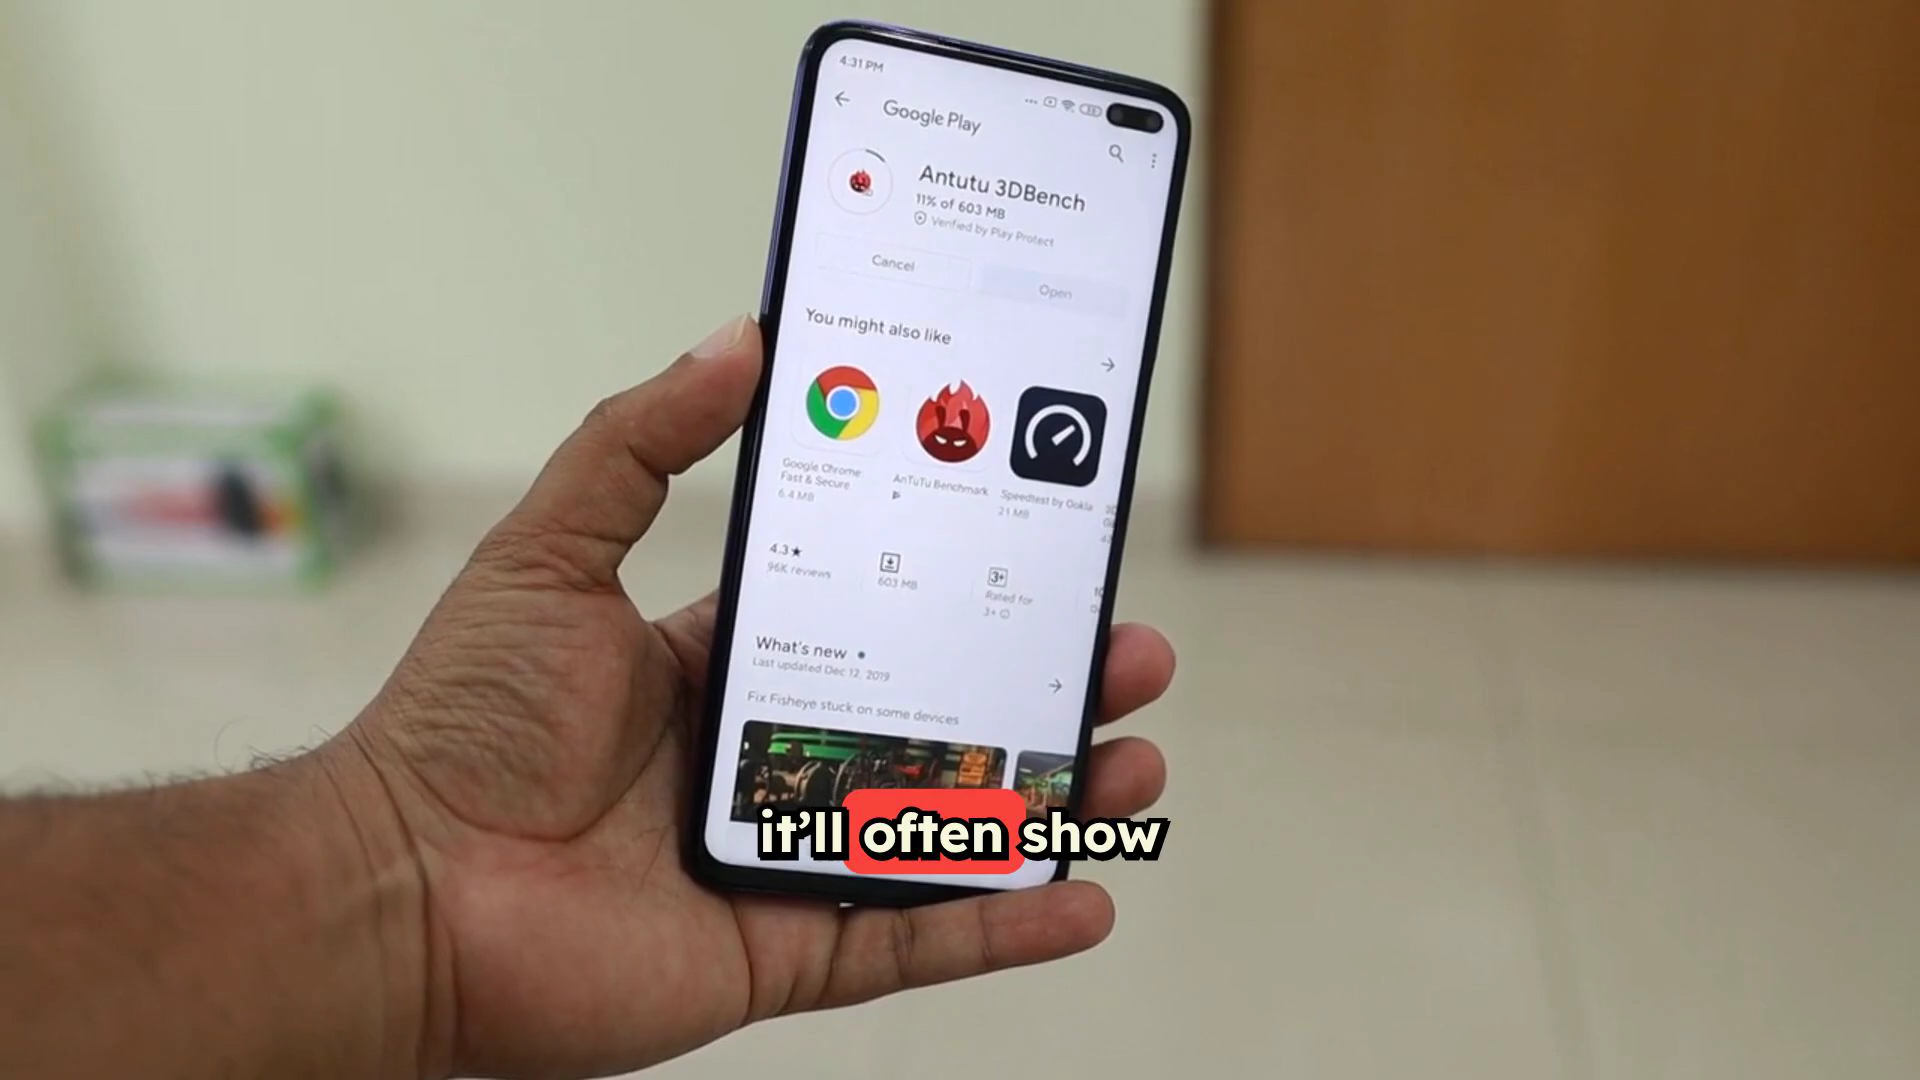 4:31 PM
Google Play
Antutu 3DBench
11% of 603 MB
Verified by Play Protect
Cancel
Open
You might also like
Google Chrome
Fast & Secure
6.4 MB
AnTuTu Benchmark
Speedtest by Ookla
21 MB
4.3★
96K reviews
603 MB
3+
Rated for
3+
What's new
Last updated Dec 12, 2019
Fix Fisheye stuck on some devices
it'll often show